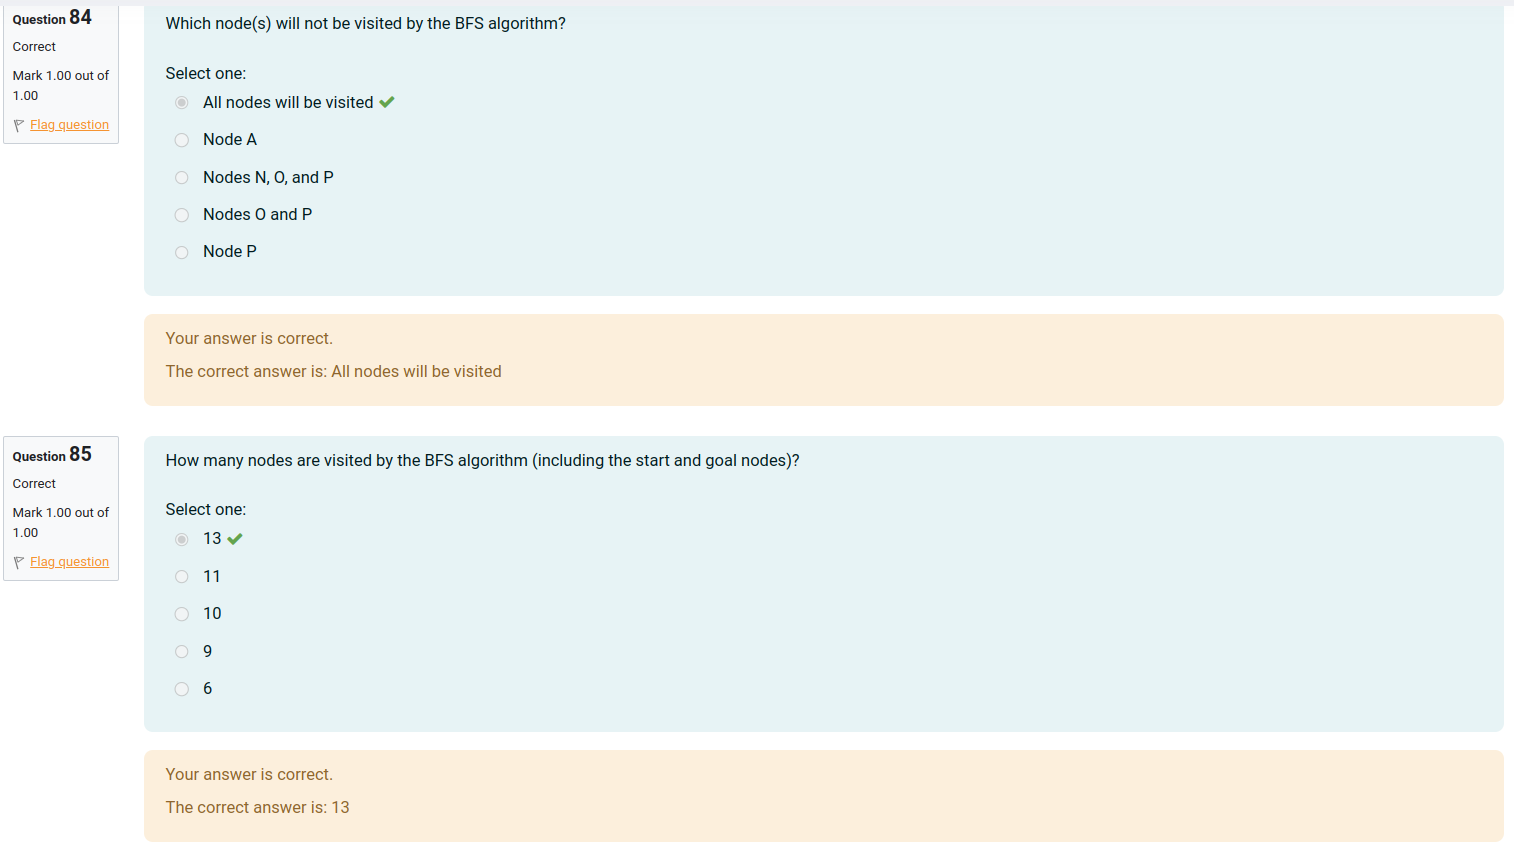 Question 84
Correct
Mark 1.00 out of
1.00
Flag question
Which node(s) will not be visited by the BFS algorithm?
Select one:
All nodes will be visited
Node A
Nodes N, O, and P
Nodes O and P
Node P
Your answer is correct.
The correct answer is: All nodes will be visited
Question 85
Correct
Mark 1.00 out of
1.00
Flag question
How many nodes are visited by the BFS algorithm (including the start and goal nodes)?
Select one:
13
11
10
9
6
Your answer is correct.
The correct answer is: 13